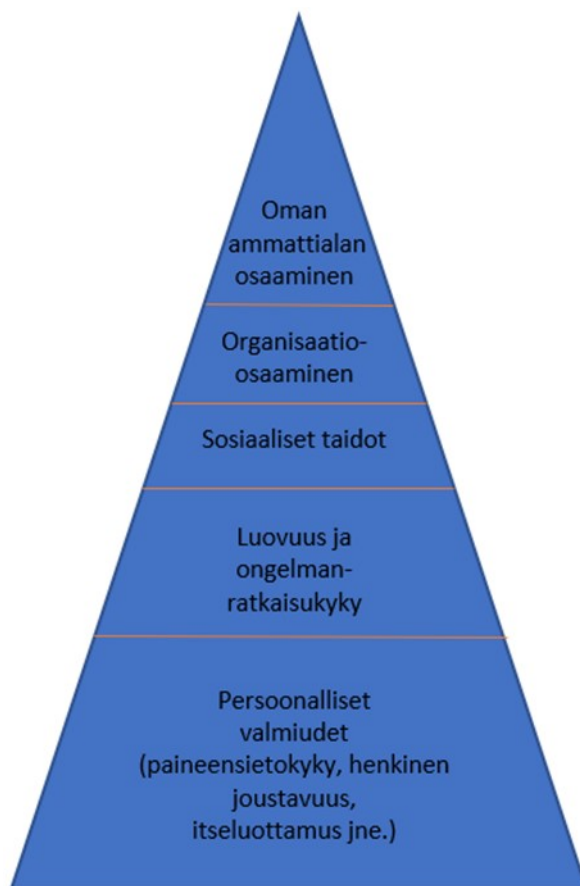 Oman
ammattialan
osaaminen
Organisaatio-
osaaminen
Sosiaaliset taidot
Luovuus ja
ongelman-
ratkaisukyky
Persoonalliset
valmiudet
(paineensietokyky, henkinen
joustavuus,
itseluottamus jne.)